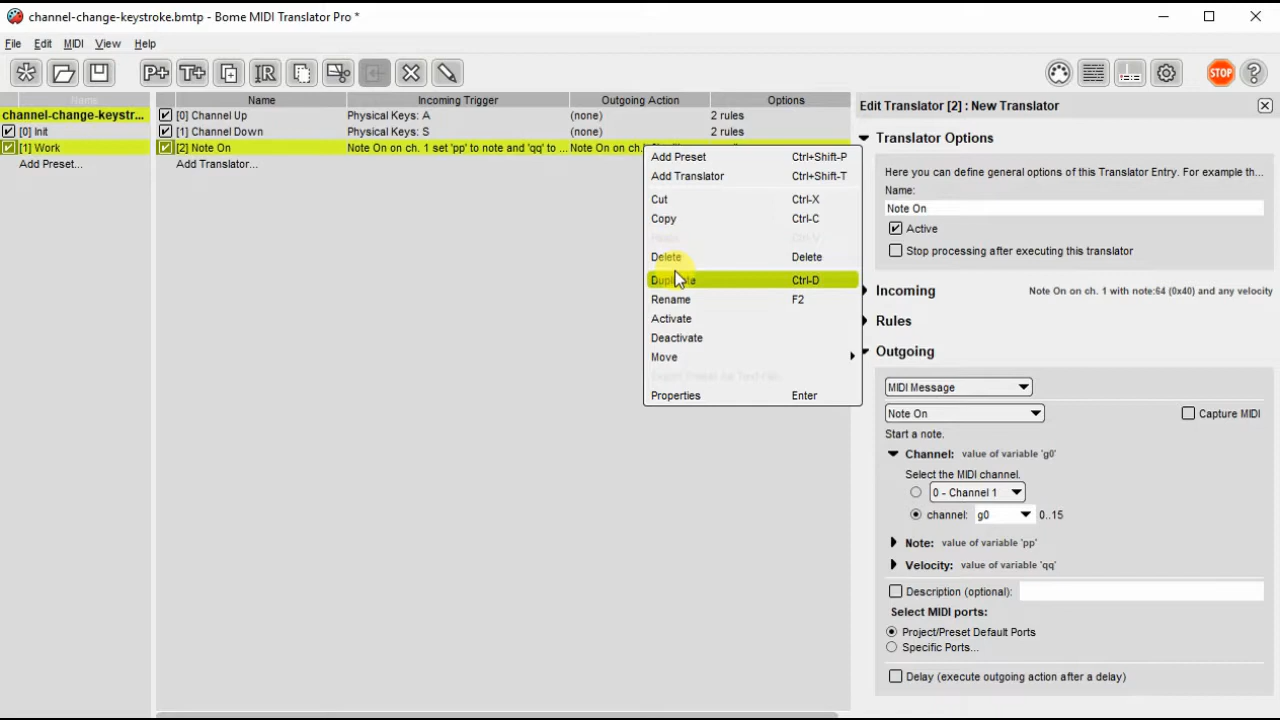 channel-change-keystroke.bmtp - Bome MIDI Translator Pro *
File Edit MIDI View Help
P+ T+ IR STOP ?
Name
channel-change-keystr...
[0] Init
[1] Work
Add Preset...
Name Incoming Trigger Outgoing Action Options
[0] Channel Up Physical Keys: A (none) 2 rules
[1] Channel Down Physical Keys: S (none) 2 rules
[2] Note On Note On on ch. 1 set 'pp' to note and 'qq' to ... Note On on ch.
Add Translator...
Add Preset Ctrl+Shift-P
Add Translator Ctrl+Shift-T
Cut Ctrl-X
Copy Ctrl-C
Paste Ctrl-V
Delete Delete
Duplicate Ctrl-D
Rename F2
Activate
Deactivate
Move
Properties Enter
Edit Translator [2] : New Translator
Translator Options
Here you can define general options of this Translator Entry. For example th...
Name:
Note On
Active
Stop processing after executing this translator
Incoming Note On on ch. 1 with note:64 (0x40) and any velocity
Rules
Outgoing
MIDI Message
Note On Capture MIDI
Start a note.
Channel: value of variable 'g0'
Select the MIDI channel.
0 - Channel 1
channel: g0 0..15
Note: value of variable 'pp'
Velocity: value of variable 'qq'
Description (optional):
Select MIDI ports:
Project/Preset Default Ports
Specific Ports...
Delay (execute outgoing action after a delay)